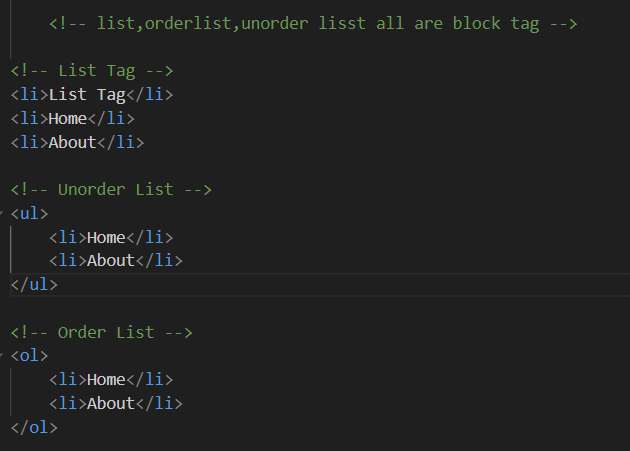 <!-- list,orderlist,unorder lisst all are block tag -->
<!-- List Tag -->
<li>List Tag</li>
<li>Home</li>
<li>About</li>
<!-- Unorder List -->
<ul>
<li>Home</li>
<li>About</li>
</ul>
<!-- Order List -->
<ol>
<li>Home</li>
<li>About</li>
</ol>